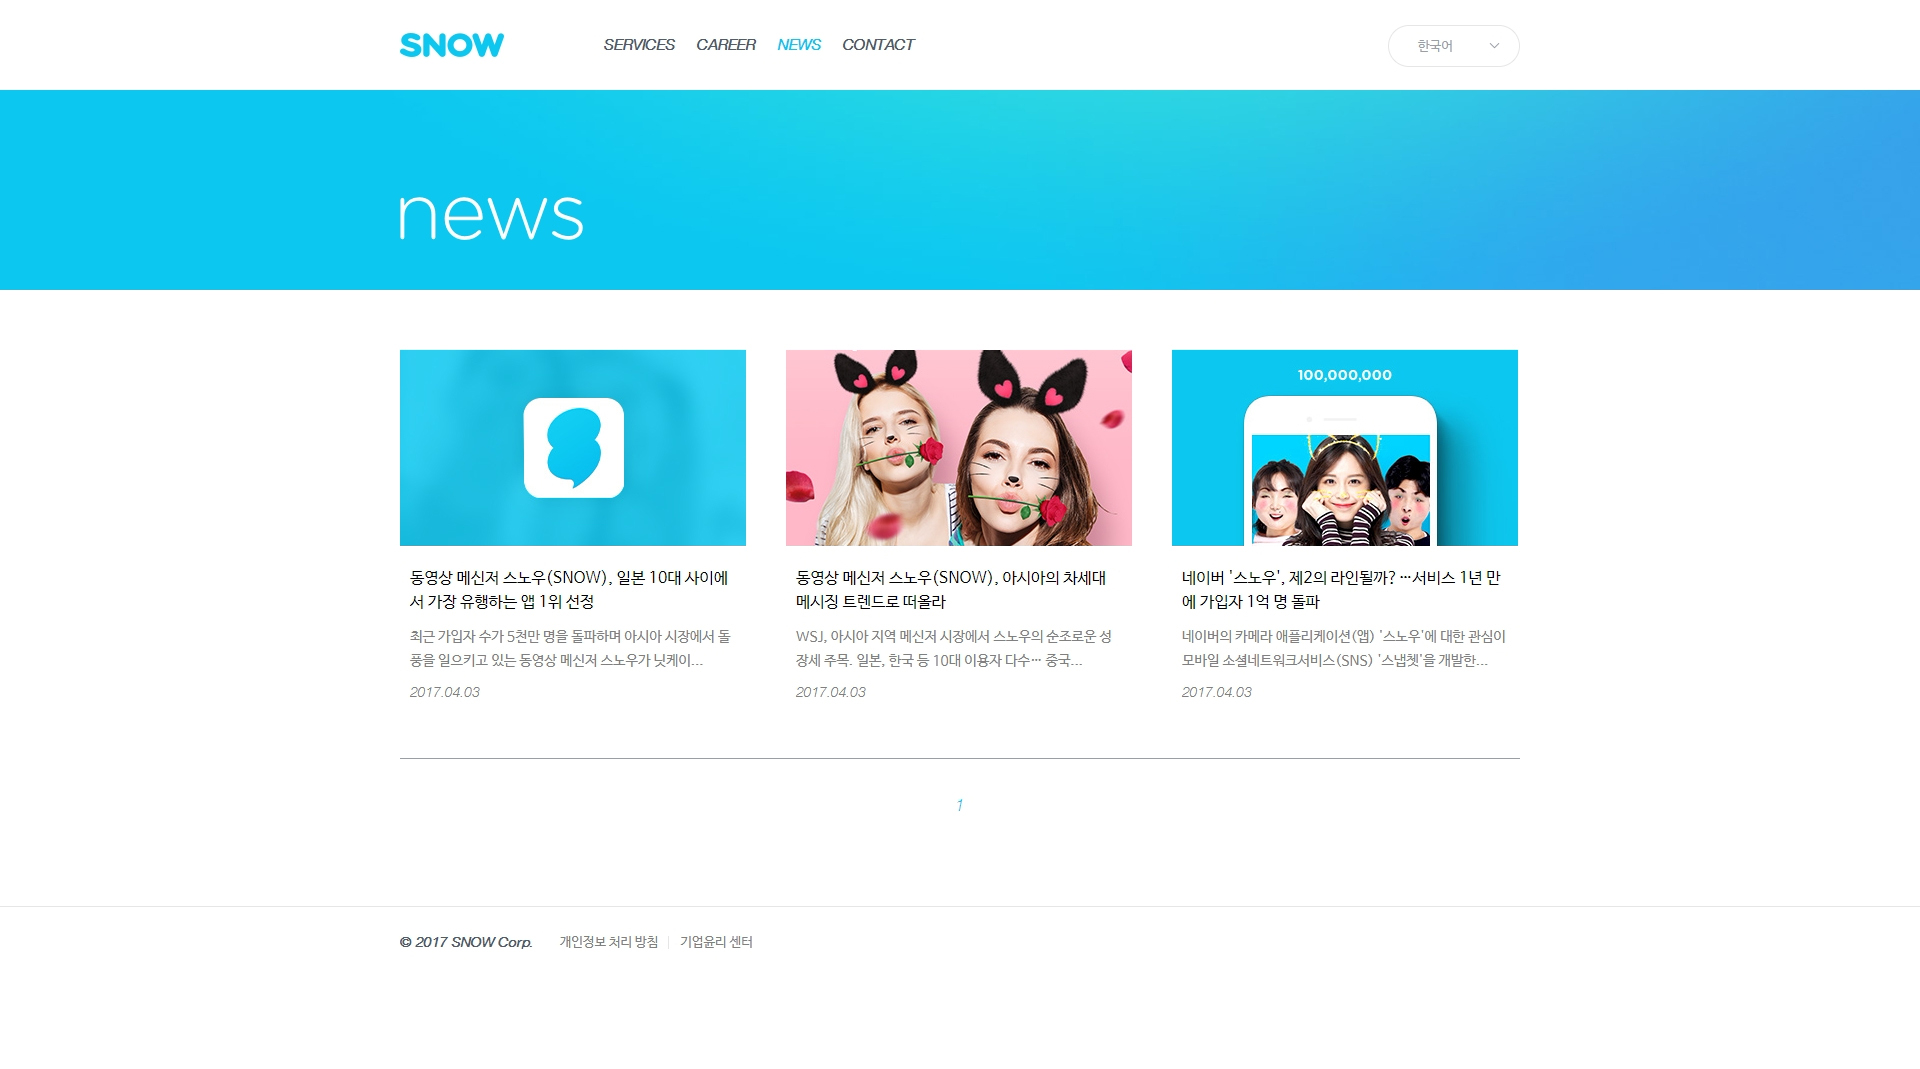 SNOW
SERVICES CAREER NEWS CONTACT
한국어
news
100,000,000
동영상 메신저 스노우(SNOW), 일본 10대 사이에
서 가장 유행하는 앱 1위 선정
최근 가입자 수가 5천만 명을 돌파하며 아시아 시장에서 돌
풍을 일으키고 있는 동영상 메신저 스노우가 닛케이...
2017.04.03
동영상 메신저 스노우(SNOW), 아시아의 차세대
메시징 트렌드로 떠올라
WSJ, 아시아 지역 메신저 시장에서 스노우의 순조로운 성
장세 주목. 일본, 한국 등 10대 이용자 다수… 중국...
2017.04.03
네이버 '스노우', 제2의 라인될까? …서비스 1년 만
에 가입자 1억 명 돌파
네이버의 카메라 애플리케이션(앱) '스노우'에 대한 관심이
모바일 소셜네트워크서비스(SNS) '스냅쳇'을 개발한...
2017.04.03
1
© 2017 SNOW Corp.
개인정보 처리 방침
기업윤리 센터